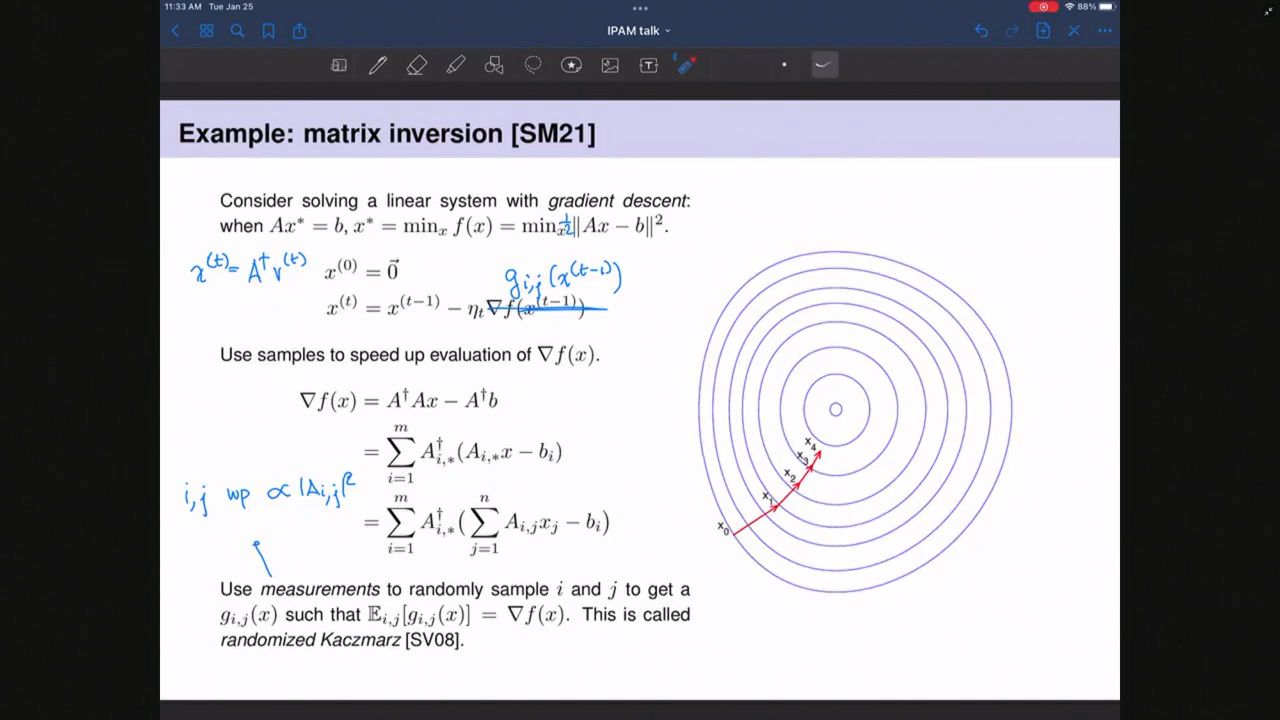 11:33 AM Tue Jan 25
88%
IPAM talk
Example: matrix inversion [SM21]
Consider solving a linear system with gradient descent:
when Ax* = b, x* = min_x f(x) = min_x ½‖Ax − b‖².
x^(t) = A†v^(t)
x^(0) = 0⃗
g_{i,j}(x^(t−1))
x^(t) = x^(t−1) − η_t ∇f(x^(t−1))
Use samples to speed up evaluation of ∇f(x).
∇f(x) = A†Ax − A†b
= ∑_{i=1}^{m} A†_{i,*}(A_{i,*}x − b_i)
i,j wp ∝ |A_{i,j}|²
= ∑_{i=1}^{m} A†_{i,*}(∑_{j=1}^{n} A_{i,j}x_j − b_i)
Use measurements to randomly sample i and j to get a
g_{i,j}(x) such that 𝔼_{i,j}[g_{i,j}(x)] = ∇f(x). This is called
randomized Kaczmarz [SV08].
x_4
x_3
x_2
x_1
x_0